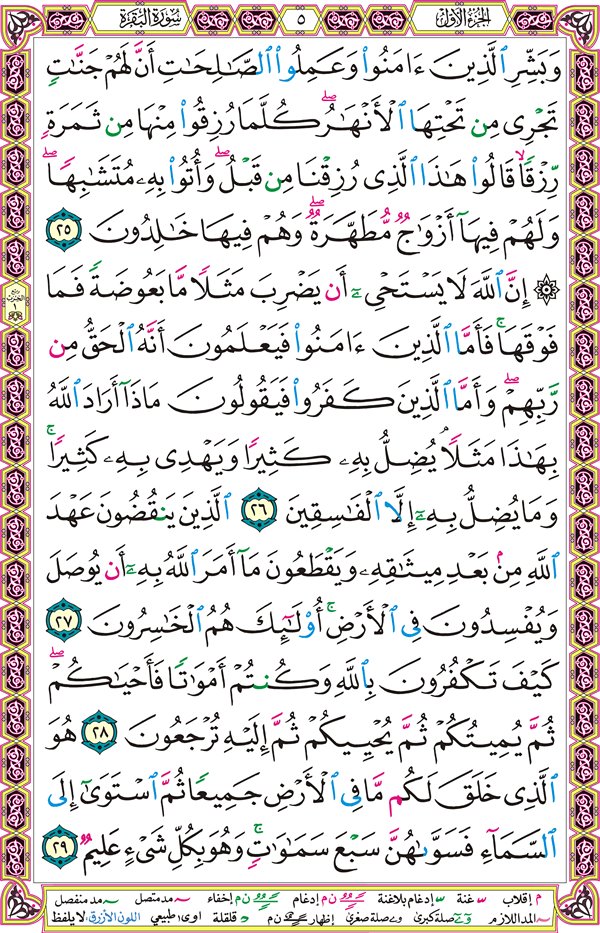 الجزء الأول
٥
سورة البقرة
وَبَشِّرِ ٱلَّذِينَ ءَامَنُوا۟ وَعَمِلُوا۟ ٱلصَّـٰلِحَـٰتِ أَنَّ لَهُمْ جَنَّـٰتٍ
تَجْرِى مِن تَحْتِهَا ٱلْأَنْهَـٰرُ ۖ كُلَّمَا رُزِقُوا۟ مِنْهَا مِن ثَمَرَةٍ
رِّزْقًا ۙ قَالُوا۟ هَـٰذَا ٱلَّذِى رُزِقْنَا مِن قَبْلُ ۖ وَأُتُوا۟ بِهِۦ مُتَشَـٰبِهًا ۖ
وَلَهُمْ فِيهَآ أَزْوَٰجٌ مُّطَهَّرَةٌ ۖ وَهُمْ فِيهَا خَـٰلِدُونَ ٢٥
۞ إِنَّ ٱللَّهَ لَا يَسْتَحْىِۦٓ أَن يَضْرِبَ مَثَلًا مَّا بَعُوضَةً فَمَا
فَوْقَهَا ۚ فَأَمَّا ٱلَّذِينَ ءَامَنُوا۟ فَيَعْلَمُونَ أَنَّهُ ٱلْحَقُّ مِن
رَّبِّهِمْ ۖ وَأَمَّا ٱلَّذِينَ كَفَرُوا۟ فَيَقُولُونَ مَاذَآ أَرَادَ ٱللَّهُ
بِهَـٰذَا مَثَلًا ۘ يُضِلُّ بِهِۦ كَثِيرًا وَيَهْدِى بِهِۦ كَثِيرًا ۚ
وَمَا يُضِلُّ بِهِۦٓ إِلَّا ٱلْفَـٰسِقِينَ ٢٦ ٱلَّذِينَ يَنقُضُونَ عَهْدَ
ٱللَّهِ مِنۢ بَعْدِ مِيثَـٰقِهِۦ وَيَقْطَعُونَ مَآ أَمَرَ ٱللَّهُ بِهِۦٓ أَن يُوصَلَ
وَيُفْسِدُونَ فِى ٱلْأَرْضِ ۚ أُو۟لَـٰٓئِكَ هُمُ ٱلْخَـٰسِرُونَ ٢٧
كَيْفَ تَكْفُرُونَ بِٱللَّهِ وَكُنتُمْ أَمْوَٰتًا فَأَحْيَـٰكُمْ ۖ
ثُمَّ يُمِيتُكُمْ ثُمَّ يُحْيِيكُمْ ثُمَّ إِلَيْهِ تُرْجَعُونَ ٢٨ هُوَ
ٱلَّذِى خَلَقَ لَكُم مَّا فِى ٱلْأَرْضِ جَمِيعًا ثُمَّ ٱسْتَوَىٰٓ إِلَى
ٱلسَّمَآءِ فَسَوَّىٰهُنَّ سَبْعَ سَمَـٰوَٰتٍ ۚ وَهُوَ بِكُلِّ شَىْءٍ عَلِيمٌ ٢٩
م إقلاب س غنة س إدغام بلاغنة ن م إدغام ن م إخفاء ~ مد متصل ~ مد منفصل
~ المد اللازم صلة كبرى صلة صغرى إظهار ن م قلقلة اوى: طبيعي اللون الأزرق: لا يلفظ